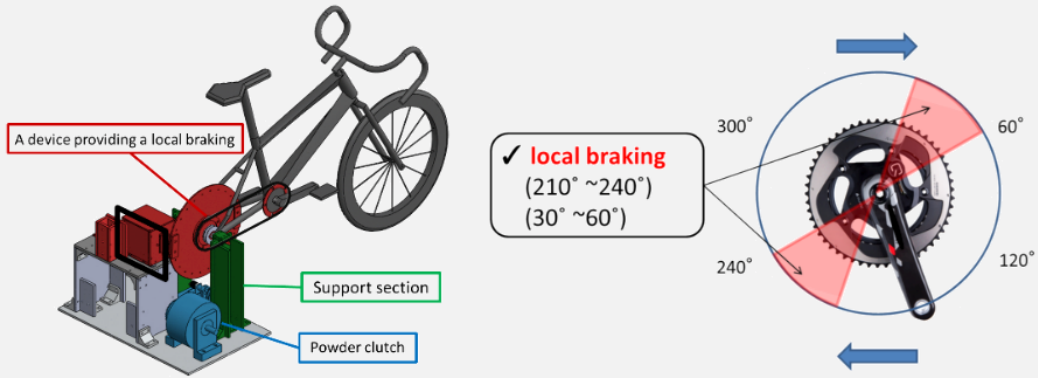 A device providing a local braking
Support section
Powder clutch
✓ local braking
(210˚ ~240˚)
(30˚ ~60˚)
300˚
60˚
240˚
120˚